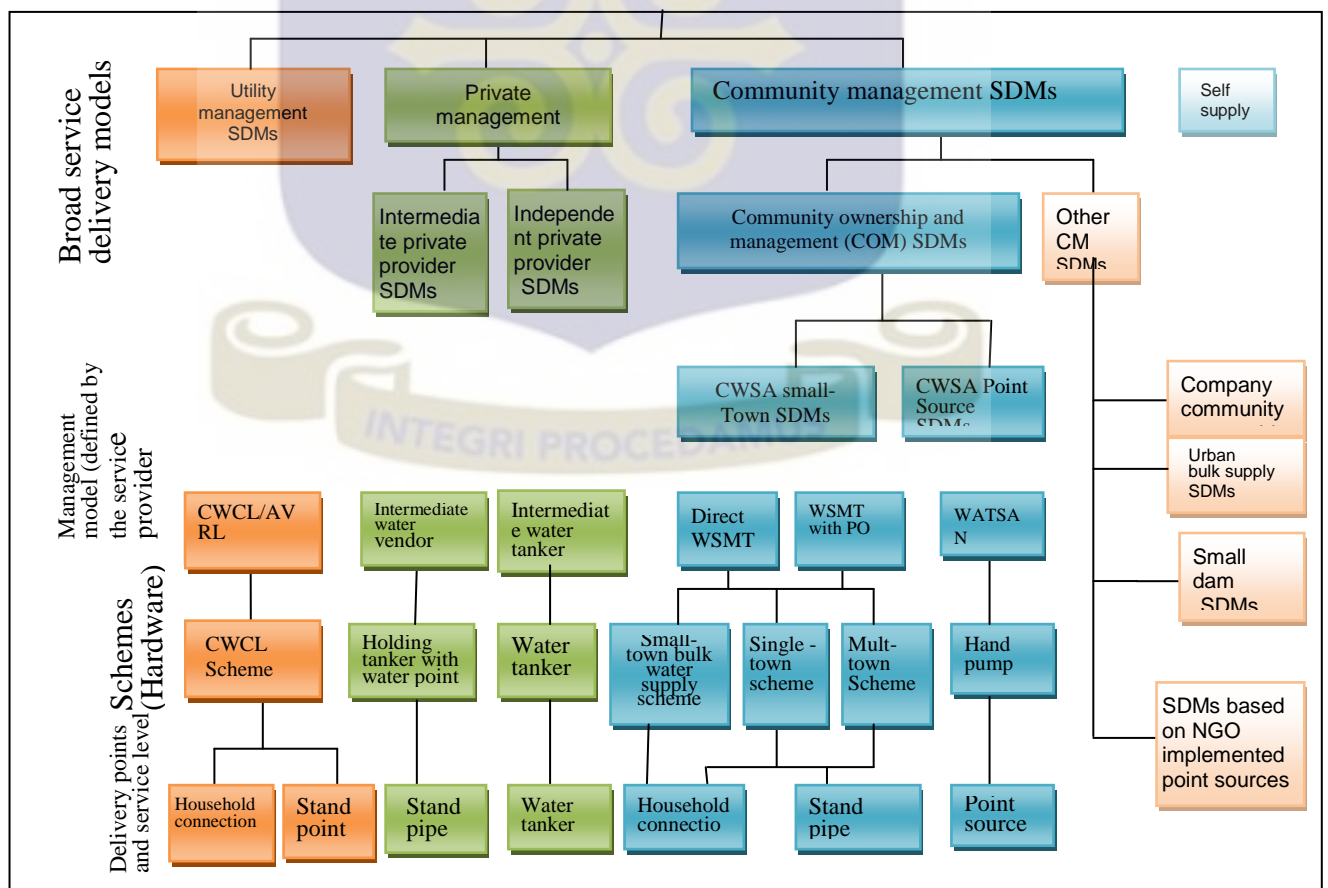 Broad service
delivery models
Utility
management
SDMs
Private
management
Community management SDMs
Self
supply
Intermedia
te private
provider
SDMs
Independe
nt private
provider
SDMs
Community ownership and
management (COM) SDMs
Other
CM
SDMs
Management
model (defined by
the service
provider
CWSA small-
Town SDMs
CWSA Point
Source
SDMs
Company
community
Urban
bulk supply
SDMs
INTEGRI PROCEDAMUS
CWCL/AV
RL
Intermediate
water
vendor
Intermediat
e water
tanker
Direct
WSMT
WSMT
with PO
WATSA
N
Small
dam
SDMs
Schemes
(Hardware)
CWCL
Scheme
Holding
tanker with
water point
Water
tanker
Small-
town bulk
water
supply
scheme
Single -
town
scheme
Mult-
town
Scheme
Hand
pump
SDMs based
on NGO
implemented
point sources
Delivery points
and service level
Household
connection
Stand
point
Stand
pipe
Water
tanker
Household
connectio
Stand
pipe
Point
source